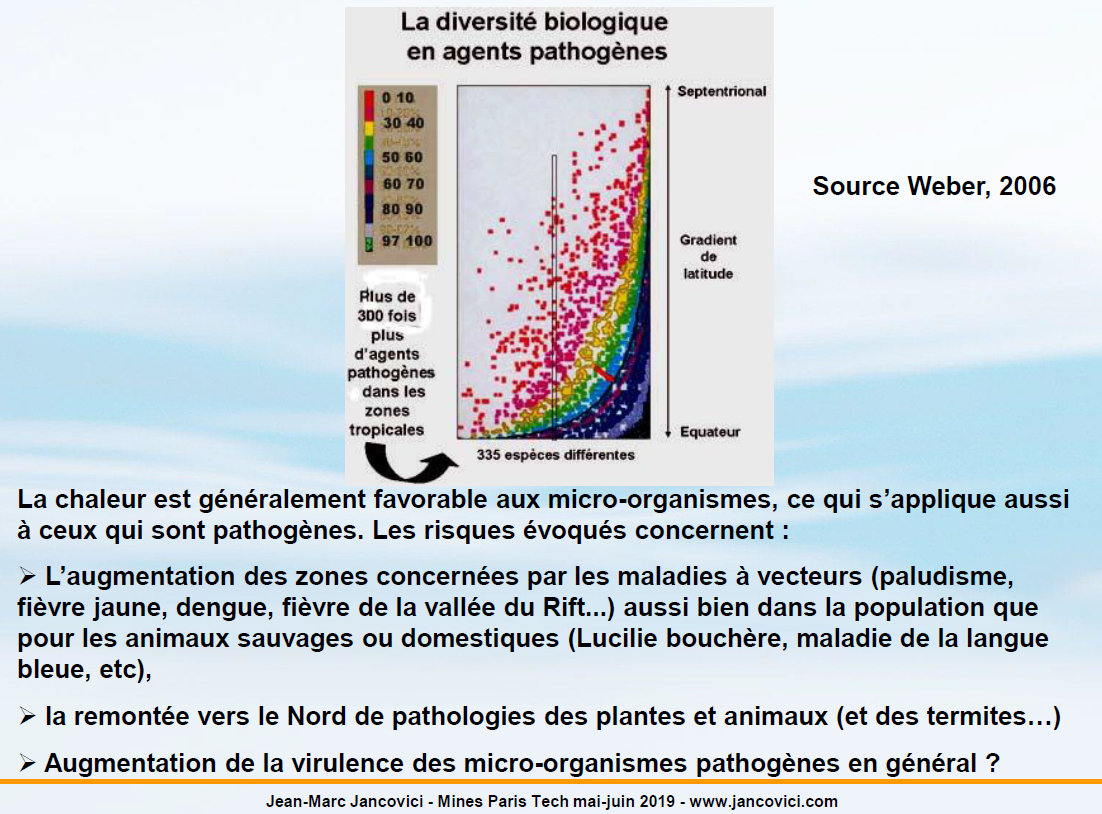 La diversité biologique
en agents pathogènes
0 10
30 40
50 60
60 70
80 90
97 100
Plus de
300 fois
plus
d'agents
pathogènes
dans les
zones
tropicales
Septentrional
Gradient
de
latitude
Equateur
335 espèces différentes
Source Weber, 2006
La chaleur est généralement favorable aux micro-organismes, ce qui s'applique aussi
à ceux qui sont pathogènes. Les risques évoqués concernent :
➢ L'augmentation des zones concernées par les maladies à vecteurs (paludisme,
fièvre jaune, dengue, fièvre de la vallée du Rift...) aussi bien dans la population que
pour les animaux sauvages ou domestiques (Lucilie bouchère, maladie de la langue
bleue, etc),
➢ la remontée vers le Nord de pathologies des plantes et animaux (et des termites…)
➢ Augmentation de la virulence des micro-organismes pathogènes en général ?
Jean-Marc Jancovici - Mines Paris Tech mai-juin 2019 - www.jancovici.com